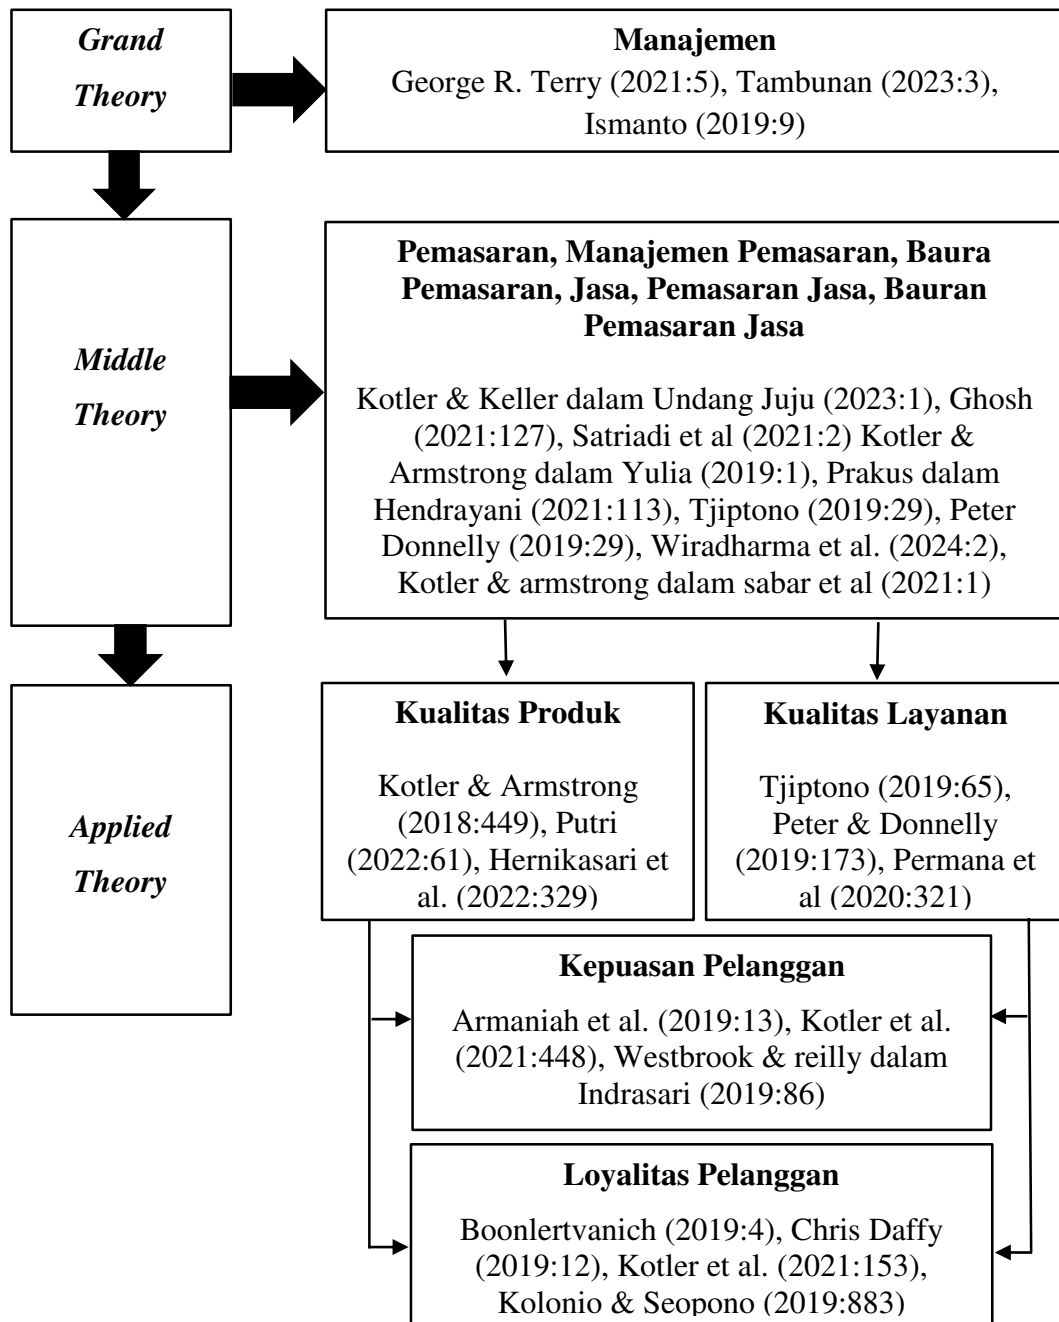 Grand
Theory
Manajemen
George R. Terry (2021:5), Tambunan (2023:3),
Ismanto (2019:9)
Middle
Theory
Pemasaran, Manajemen Pemasaran, Baura
Pemasaran, Jasa, Pemasaran Jasa, Bauran
Pemasaran Jasa
Kotler & Keller dalam Undang Juju (2023:1), Ghosh
(2021:127), Satriadi et al (2021:2) Kotler &
Armstrong dalam Yulia (2019:1), Prakus dalam
Hendrayani (2021:113), Tjiptono (2019:29), Peter
Donnelly (2019:29), Wiradharma et al. (2024:2),
Kotler & armstrong dalam sabar et al (2021:1)
Applied
Theory
Kualitas Produk
Kotler & Armstrong
(2018:449), Putri
(2022:61), Hernikasari et
al. (2022:329)
Kualitas Layanan
Tjiptono (2019:65),
Peter & Donnelly
(2019:173), Permana et
al (2020:321)
Kepuasan Pelanggan
Armaniah et al. (2019:13), Kotler et al.
(2021:448), Westbrook & reilly dalam
Indrasari (2019:86)
Loyalitas Pelanggan
Boonlertvanich (2019:4), Chris Daffy
(2019:12), Kotler et al. (2021:153),
Kolonio & Seopono (2019:883)